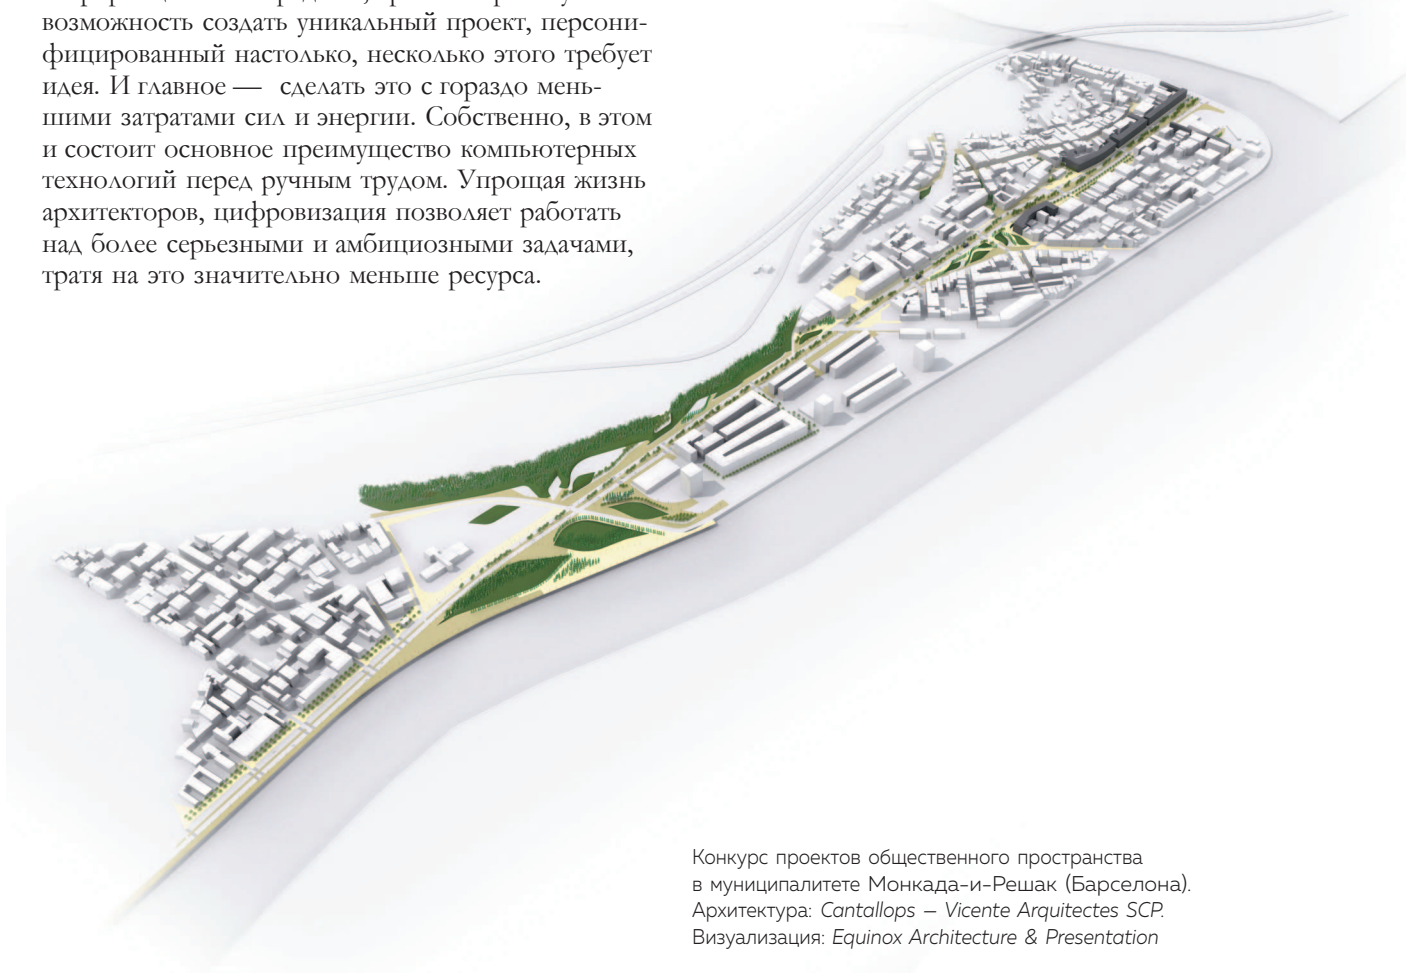 возможность создать уникальный проект, персони-
фицированный настолько, несколько этого требует
идея. И главное — сделать это с гораздо мень-
шими затратами сил и энергии. Собственно, в этом
и состоит основное преимущество компьютерных
технологий перед ручным трудом. Упрощая жизнь
архитекторов, цифровизация позволяет работать
над более серьезными и амбициозными задачами,
тратя на это значительно меньше ресурса.
Конкурс проектов общественного пространства
в муниципалитете Монкада-и-Решак (Барселона).
Архитектура: Cantallops – Vicente Arquitectes SCP.
Визуализация: Equinox Architecture & Presentation